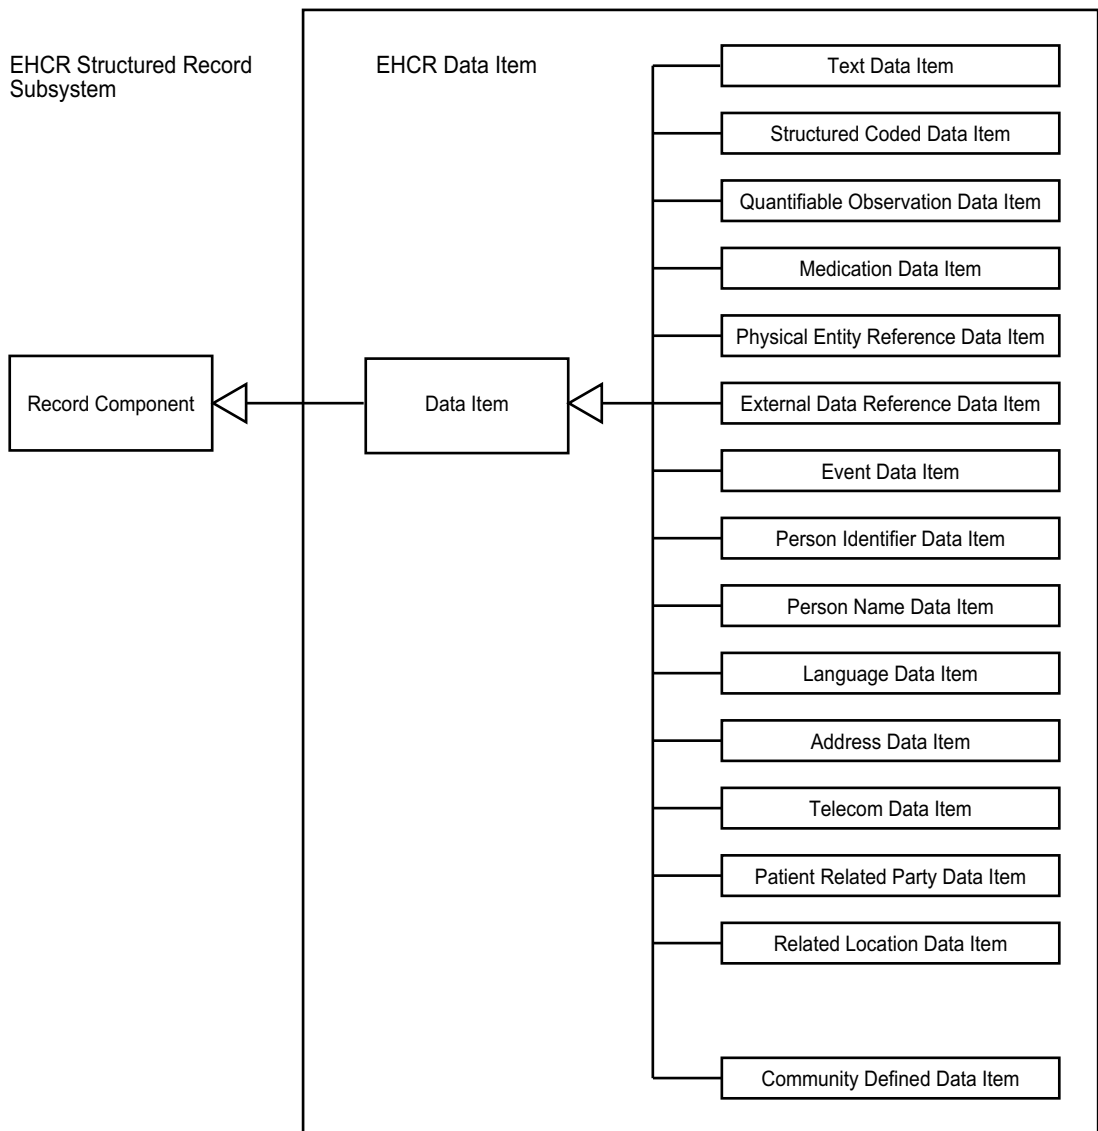 EHCR Structured Record
Subsystem
EHCR Data Item
Text Data Item
Structured Coded Data Item
Quantifiable Observation Data Item
Medication Data Item
Physical Entity Reference Data Item
Record Component
Data Item
External Data Reference Data Item
Event Data Item
Person Identifier Data Item
Person Name Data Item
Language Data Item
Address Data Item
Telecom Data Item
Patient Related Party Data Item
Related Location Data Item
Community Defined Data Item